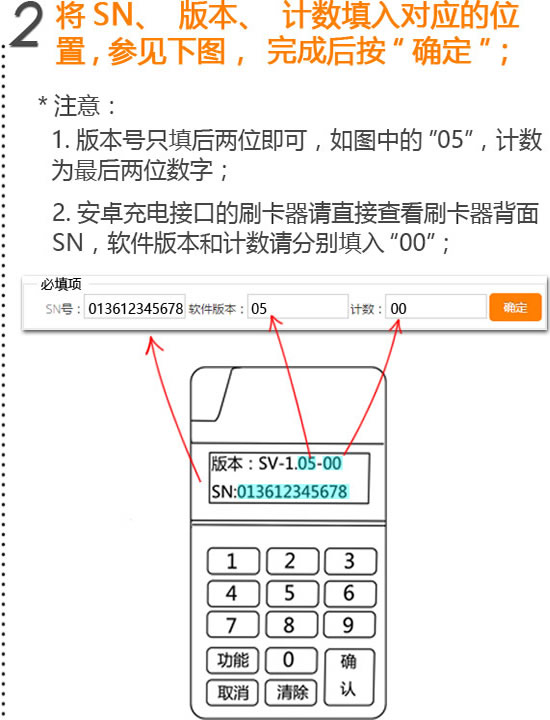 2 将 SN、 版本、 计数填入对应的位
置，参见下图， 完成后按“ 确定 ”；
* 注意：
1. 版本号只填后两位即可，如图中的 "05"，计数
为最后两位数字；
2. 安卓充电接口的刷卡器请直接查看刷卡器背面
SN，软件版本和计数请分别填入 "00"；
必填项
SN号：013612345678 软件版本：05 计数：00 确定
版本：SV-1.05-00
SN:013612345678
1 2 3
4 5 6
7 8 9
功能 0 确认
取消 清除